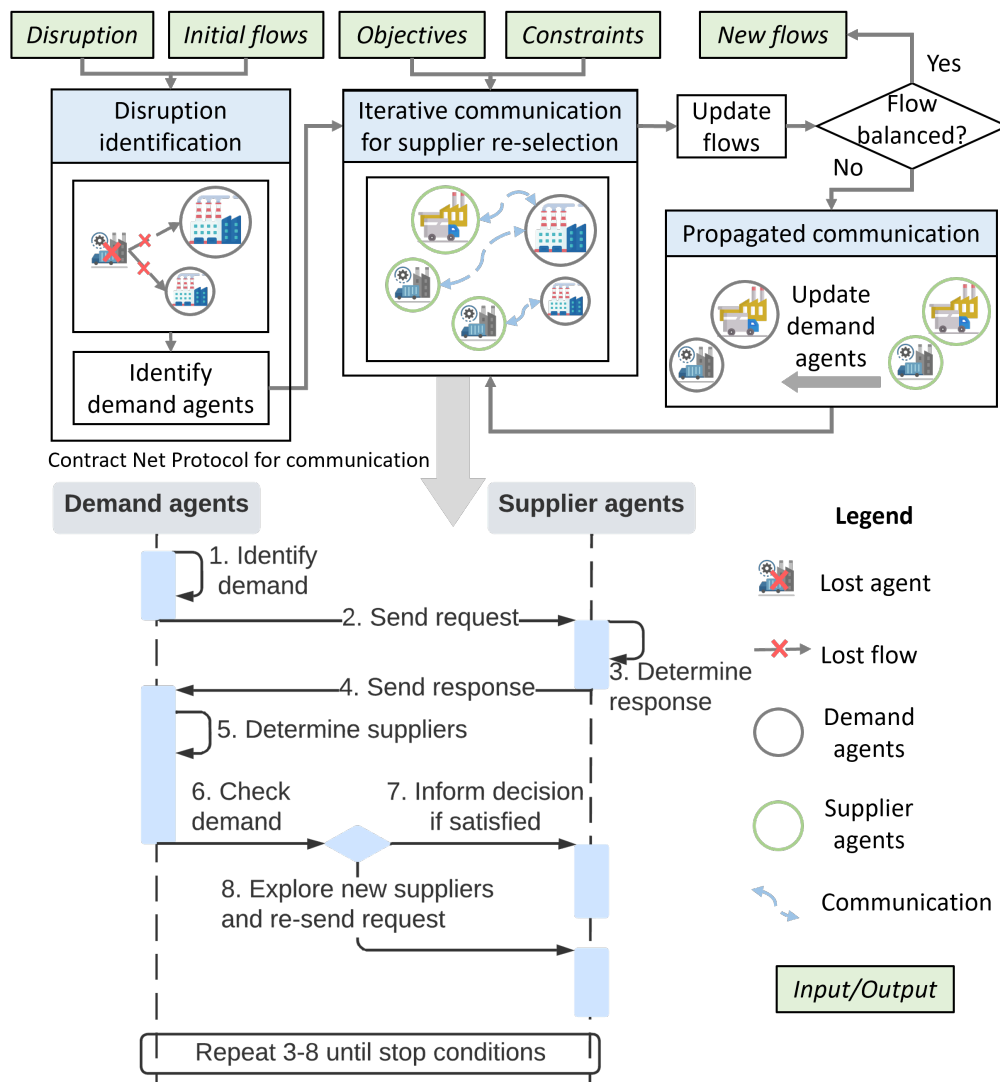 Disruption
Initial flows
Objectives
Constraints
New flows
Yes
Disruption
identification
Iterative communication
for supplier re-selection
Update
flows
Flow
balanced?
No
Propagated communication
Update
demand
agents
Identify
demand agents
Contract Net Protocol for communication
Demand agents
Supplier agents
1. Identify
demand
2. Send request
3. Determine
response
4. Send response
5. Determine suppliers
6. Check
demand
7. Inform decision
if satisfied
8. Explore new suppliers
and re-send request
Repeat 3-8 until stop conditions
Legend
Lost agent
Lost flow
Demand
agents
Supplier
agents
Communication
Input/Output